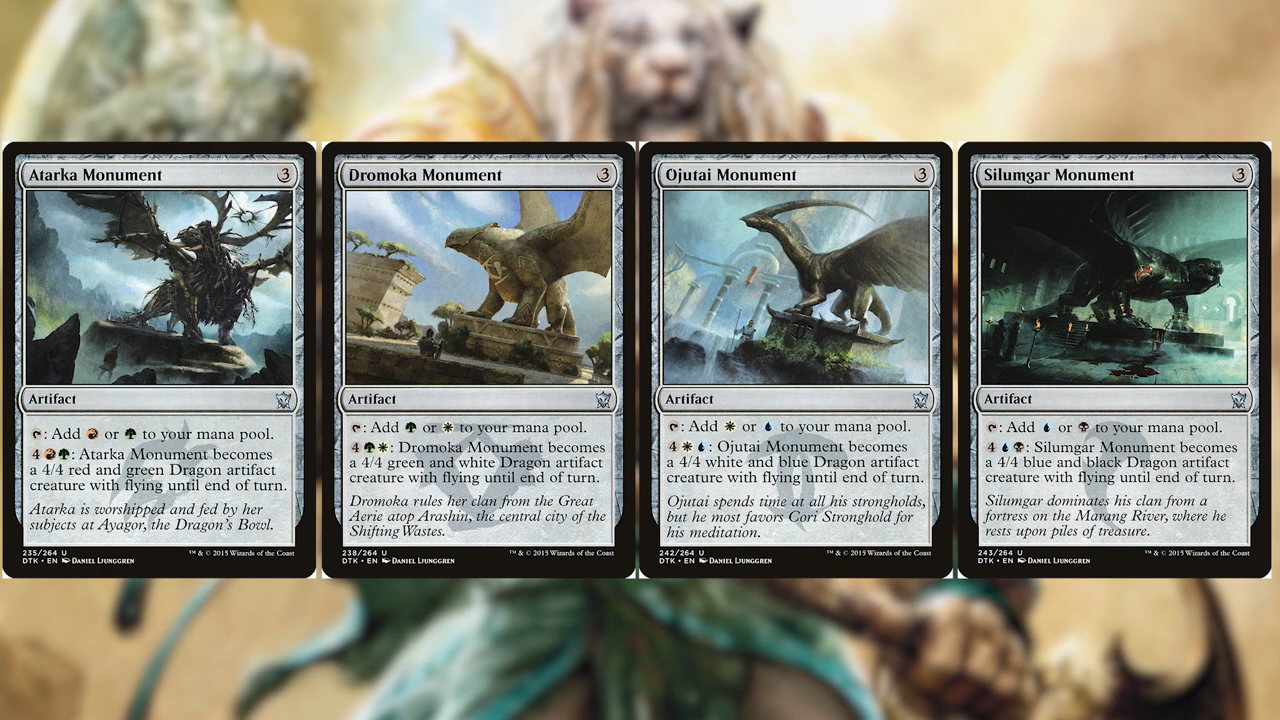 Atarka Monument 3
Artifact
: Add or to your mana pool.
4 : Atarka Monument becomes
a 4/4 red and green Dragon artifact
creature with flying until end of turn.
Atarka is worshipped and fed by her
subjects at Ayagor, the Dragon's Bowl.
235/264 U
DTK • EN Daniel Ljunggren
™ & © 2015 Wizards of the Coast
Dromoka Monument 3
Artifact
: Add or to your mana pool.
4 : Dromoka Monument becomes
a 4/4 green and white Dragon artifact
creature with flying until end of turn.
Dromoka rules her clan from the Great
Aerie atop Arashin, the central city of the
Shifting Wastes.
238/264 U
DTK • EN Daniel Ljunggren
™ & © 2015 Wizards of the Coast
Ojutai Monument 3
Artifact
: Add or to your mana pool.
4 : Ojutai Monument becomes
a 4/4 white and blue Dragon artifact
creature with flying until end of turn.
Ojutai spends time at all his strongholds,
but he most favors Cori Stronghold for
his meditation.
242/264 U
DTK • EN Daniel Ljunggren
™ & © 2015 Wizards of the Coast
Silumgar Monument 3
Artifact
: Add or to your mana pool.
4 : Silumgar Monument becomes
a 4/4 blue and black Dragon artifact
creature with flying until end of turn.
Silumgar dominates his clan from a
fortress on the Marang River, where he
rests upon piles of treasure.
243/264 U
DTK • EN Daniel Ljunggren
™ & © 2015 Wizards of the Coast